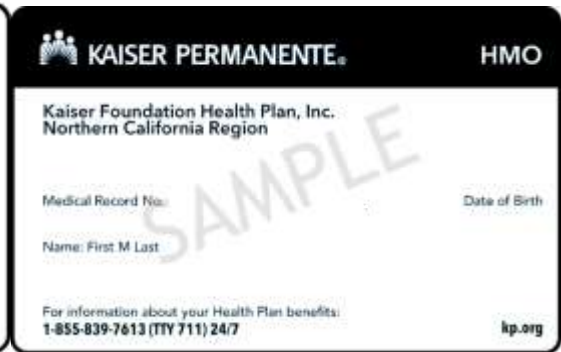 KAISER PERMANENTE® HMO
Kaiser Foundation Health Plan, Inc.
Northern California Region
SAMPLE
Medical Record No. Date of Birth
Name: First M Last
For information about your Health Plan benefits:
1-855-839-7613 (TTY 711) 24/7 kp.org